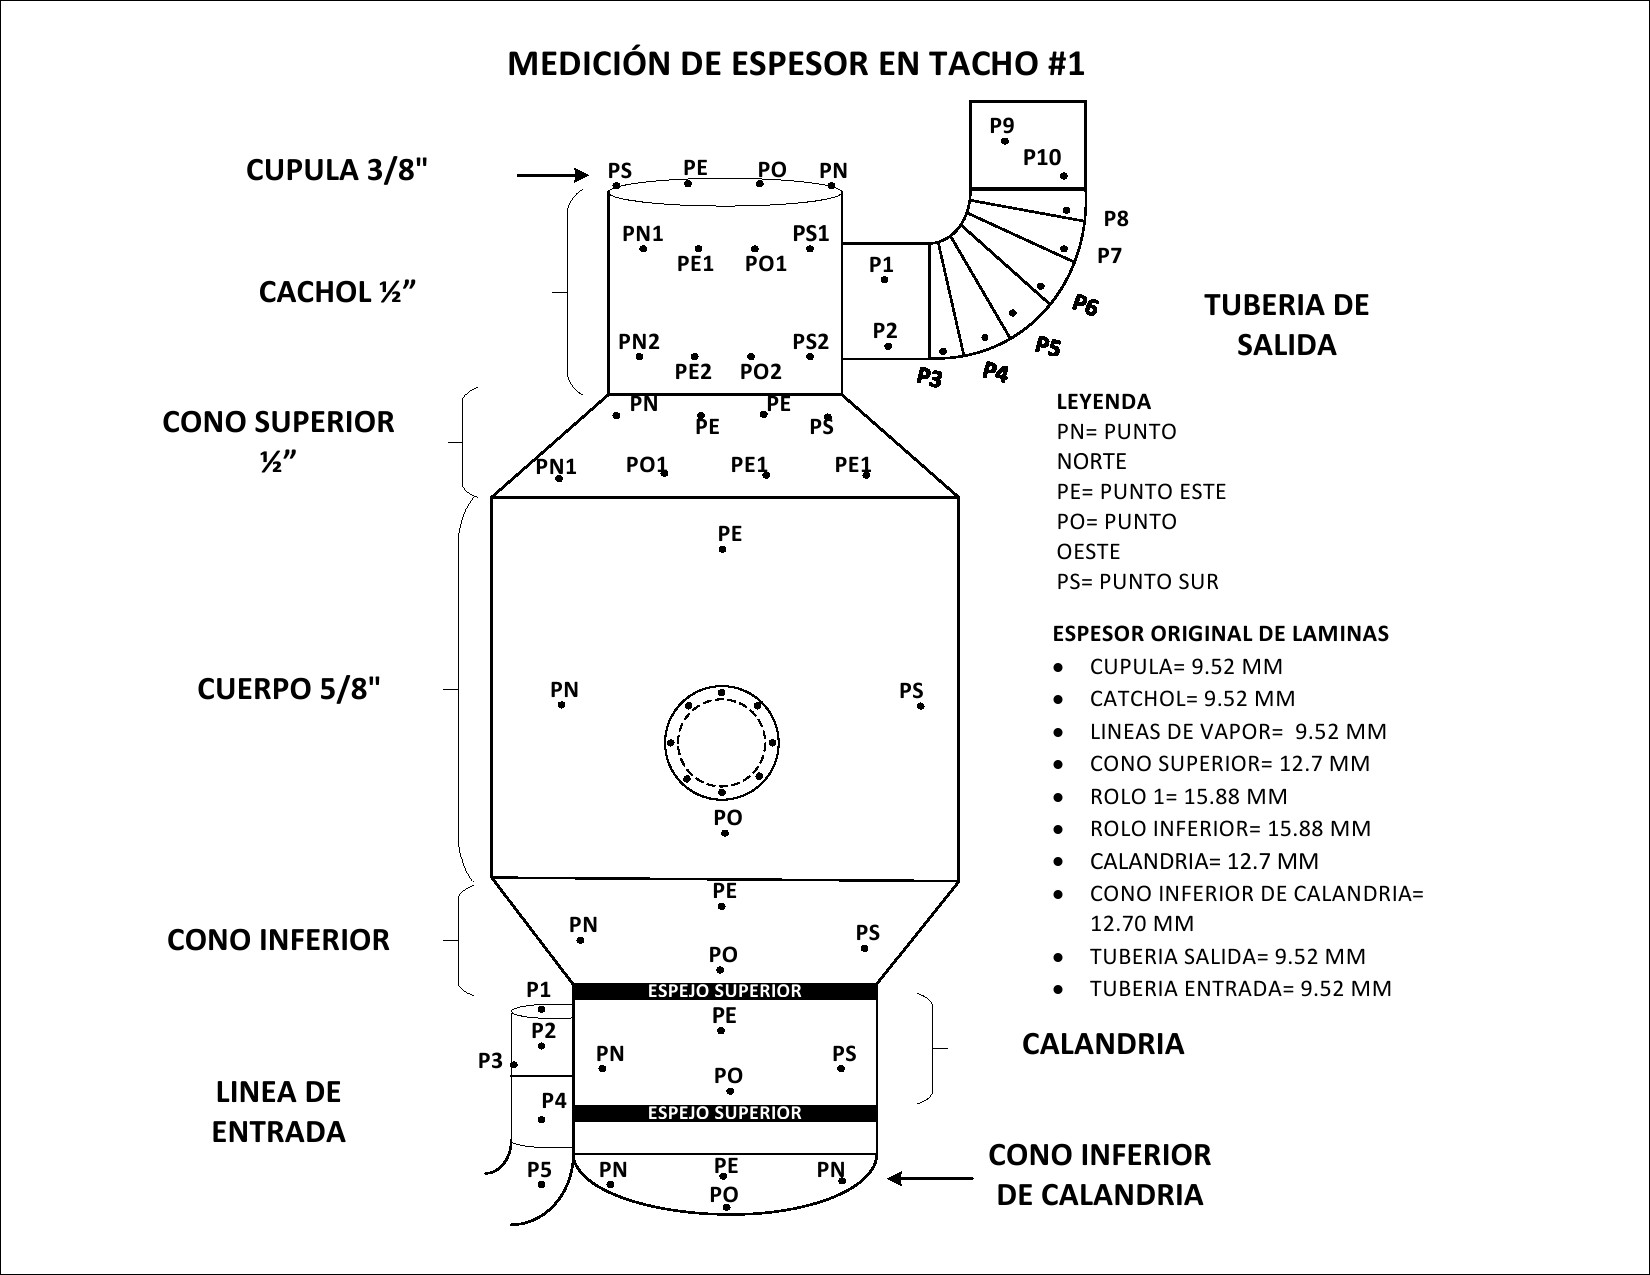 MEDICIÓN DE ESPESOR EN TACHO #1
P9
P10
CUPULA 3/8"
PS
PE
PO
PN
P8
PN1
PS1
PE1
PO1
P7
P1
CACHOL ½”
P6
TUBERIA DE
SALIDA
P2
PN2
PS2
P5
PE2
PO2
P4
P3
CONO SUPERIOR
½”
PN
PE
PE
PS
PN1
PO1
PE1
PE1
LEYENDA
PN= PUNTO
NORTE
PE= PUNTO ESTE
PO= PUNTO
OESTE
PS= PUNTO SUR
PE
CUERPO 5/8"
PN
PS
PO
ESPESOR ORIGINAL DE LAMINAS
• CUPULA= 9.52 MM
• CATCHOL= 9.52 MM
• LINEAS DE VAPOR=  9.52 MM
• CONO SUPERIOR= 12.7 MM
• ROLO 1= 15.88 MM
• ROLO INFERIOR= 15.88 MM
• CALANDRIA= 12.7 MM
• CONO INFERIOR DE CALANDRIA=
12.70 MM
• TUBERIA SALIDA= 9.52 MM
• TUBERIA ENTRADA= 9.52 MM
CONO INFERIOR
PE
PN
PS
PO
ESPEJO SUPERIOR
P1
P2
P3
P4
P5
LINEA DE
ENTRADA
PE
PN
PS
PO
CALANDRIA
ESPEJO SUPERIOR
PN
PE
PN
PO
CONO INFERIOR
DE CALANDRIA